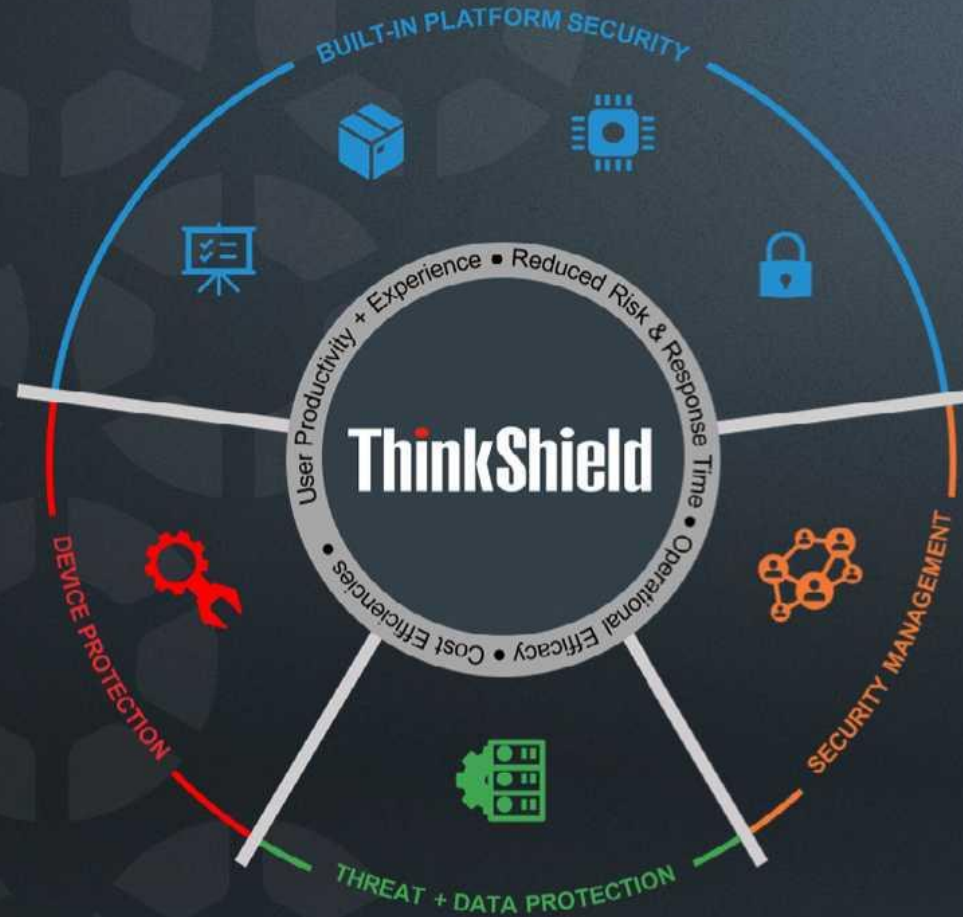 BUILT-IN PLATFORM SECURITY
User Productivity + Experience • Reduced Risk & Response Time • Operational Efficacy • Cost Efficiencies •
ThinkShield
DEVICE PROTECTION
SECURITY MANAGEMENT
THREAT + DATA PROTECTION